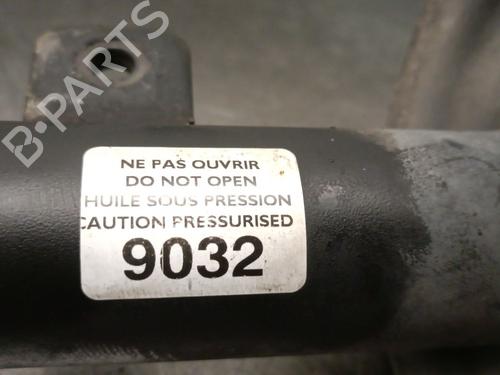 B-PARTS
NE PAS OUVRIR
DO NOT OPEN
HUILE SOUS PRESSION
CAUTION PRESSURISED
9032